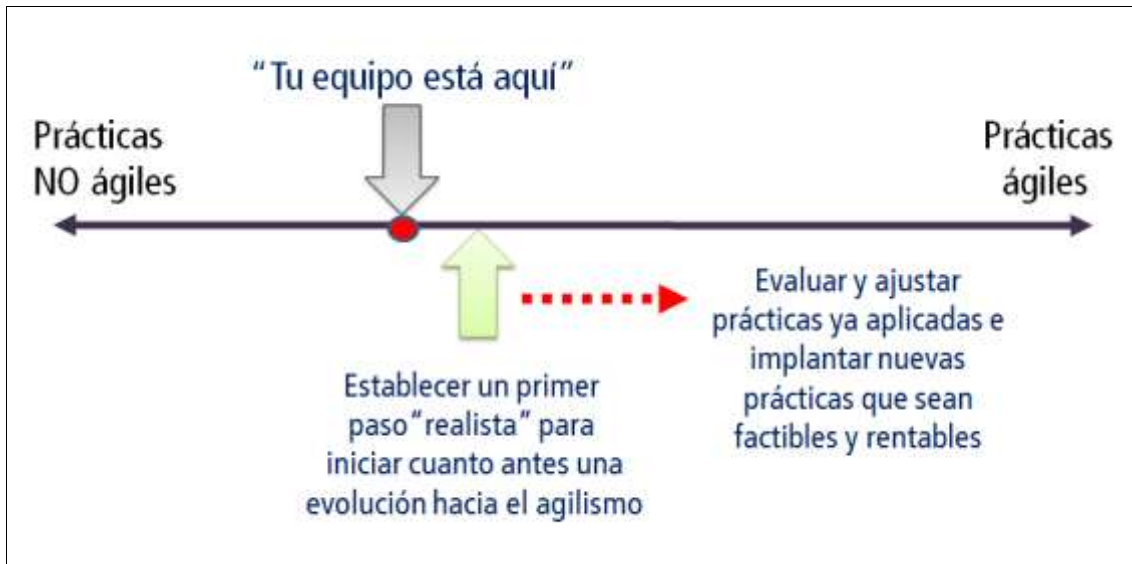 “Tu equipo está aquí”
Prácticas
NO ágiles
Prácticas
ágiles
Establecer un primer
paso“realista” para
iniciar cuanto antes una
evolución hacia el agilismo
Evaluar y ajustar
prácticas ya aplicadas e
implantar nuevas
prácticas que sean
factibles y rentables